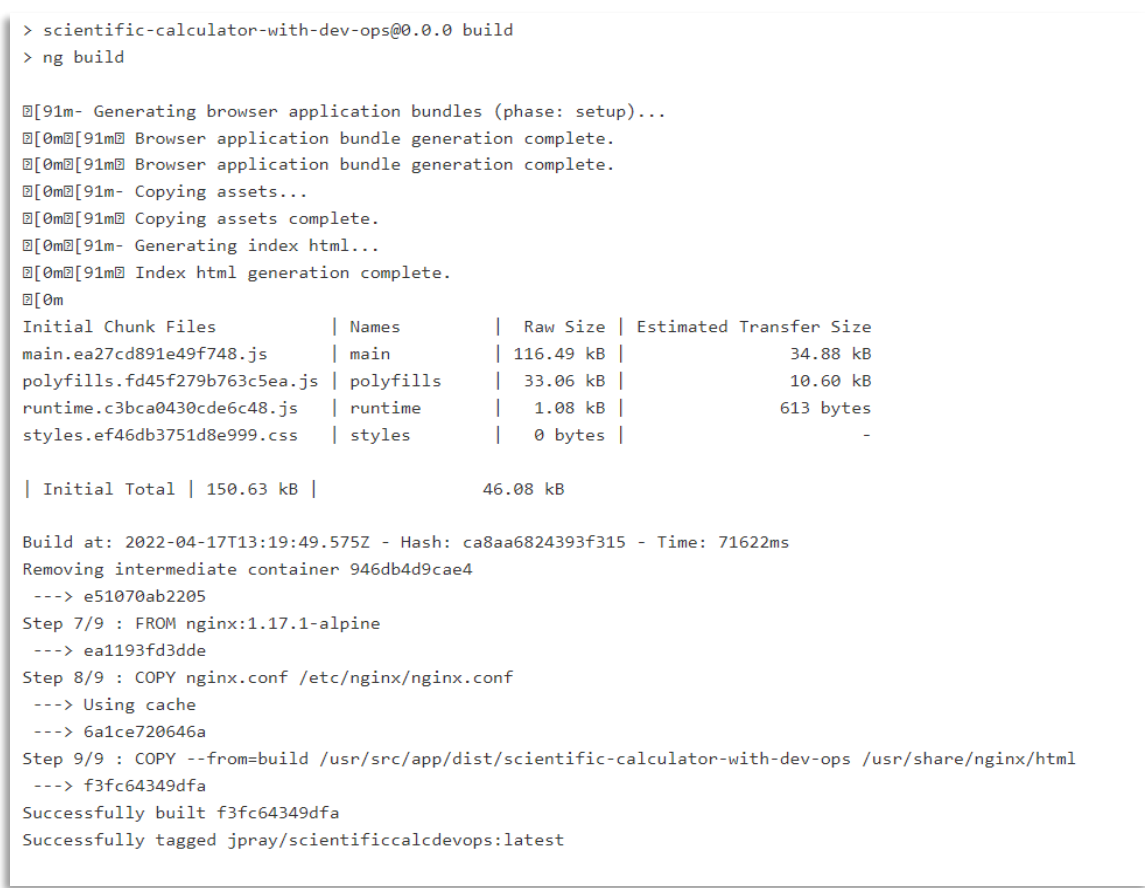 > scientific-calculator-with-dev-ops@0.0.0 build
> ng build
�[91m- Generating browser application bundles (phase: setup)...
�[0m�[91m� Browser application bundle generation complete.
�[0m�[91m� Browser application bundle generation complete.
�[0m�[91m- Copying assets...
�[0m�[91m� Copying assets complete.
�[0m�[91m- Generating index html...
�[0m�[91m� Index html generation complete.
�[0m
Initial Chunk Files | Names | Raw Size | Estimated Transfer Size
main.ea27cd891e49f748.js | main | 116.49 kB | 34.88 kB
polyfills.fd45f279b763c5ea.js | polyfills | 33.06 kB | 10.60 kB
runtime.c3bca0430cde6c48.js | runtime | 1.08 kB | 613 bytes
styles.ef46db3751d8e999.css | styles | 0 bytes | -
| Initial Total | 150.63 kB | 46.08 kB
Build at: 2022-04-17T13:19:49.575Z - Hash: ca8aa6824393f315 - Time: 71622ms
Removing intermediate container 946db4d9cae4
---> e51070ab2205
Step 7/9 : FROM nginx:1.17.1-alpine
---> ea1193fd3dde
Step 8/9 : COPY nginx.conf /etc/nginx/nginx.conf
---> Using cache
---> 6a1ce720646a
Step 9/9 : COPY --from=build /usr/src/app/dist/scientific-calculator-with-dev-ops /usr/share/nginx/html
---> f3fc64349dfa
Successfully built f3fc64349dfa
Successfully tagged jpray/scientificcalcdevops:latest